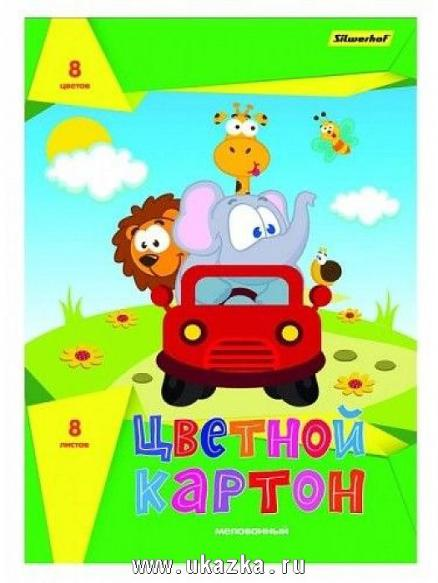 Silwerhof
8
цветов
8
листов
ЦВЕТНОЙ
КАРТОН
мелованный
www.ukazka.ru